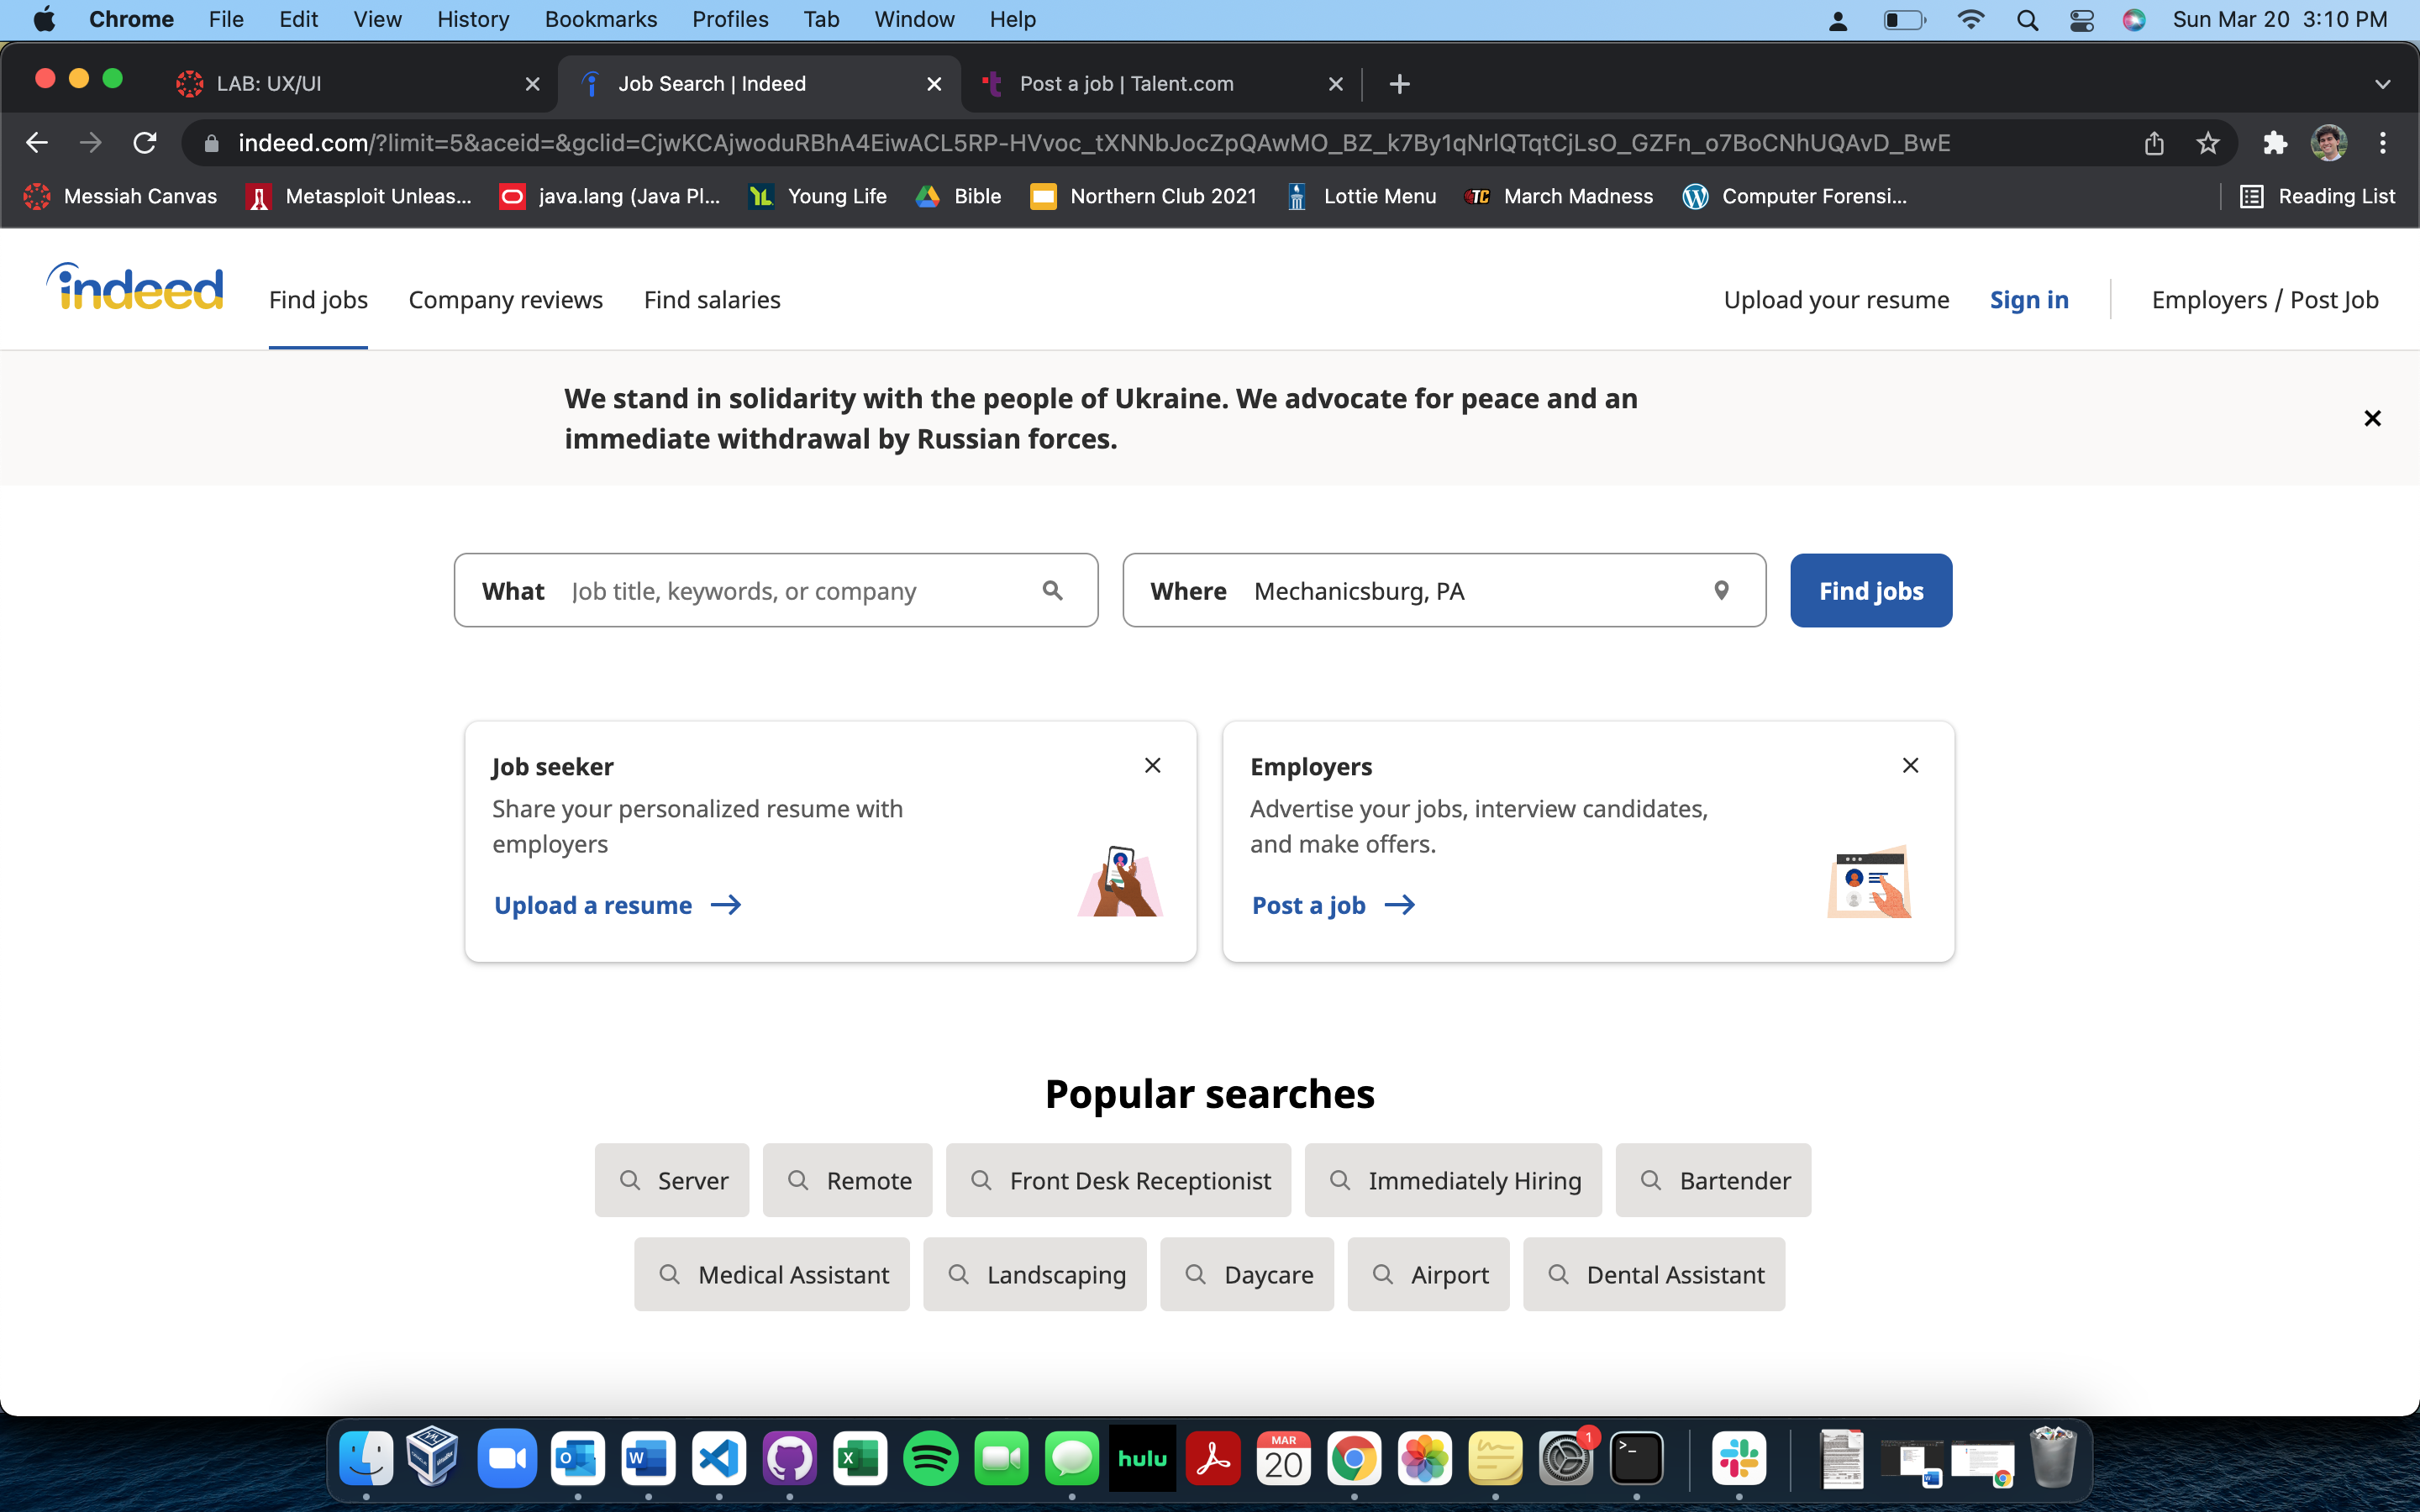 Chrome File Edit View History Bookmarks Profiles Tab Window Help Sun Mar 20 3:10 PM
LAB: UX/UI Job Search | Indeed Post a job | Talent.com
indeed.com/?limit=5&aceid=&gclid=CjwKCAjwoduRBhA4EiwACL5RP-HVvoc_tXNNbJocZpQAwMO_BZ_k7By1qNrlQTqtCjLsO_GZFn_o7BoCNhUQAvD_BwE
Messiah Canvas Metasploit Unleas... java.lang (Java Pl... YL Young Life Bible Northern Club 2021 Lottie Menu TC March Madness Computer Forensi... Reading List
indeed Find jobs Company reviews Find salaries Upload your resume Sign in Employers / Post Job
We stand in solidarity with the people of Ukraine. We advocate for peace and an
immediate withdrawal by Russian forces.
What Job title, keywords, or company Where Mechanicsburg, PA Find jobs
Job seeker
Share your personalized resume with
employers
Upload a resume
Employers
Advertise your jobs, interview candidates,
and make offers.
Post a job
Popular searches
Server Remote Front Desk Receptionist Immediately Hiring Bartender
Medical Assistant Landscaping Daycare Airport Dental Assistant
hulu MAR 20 1